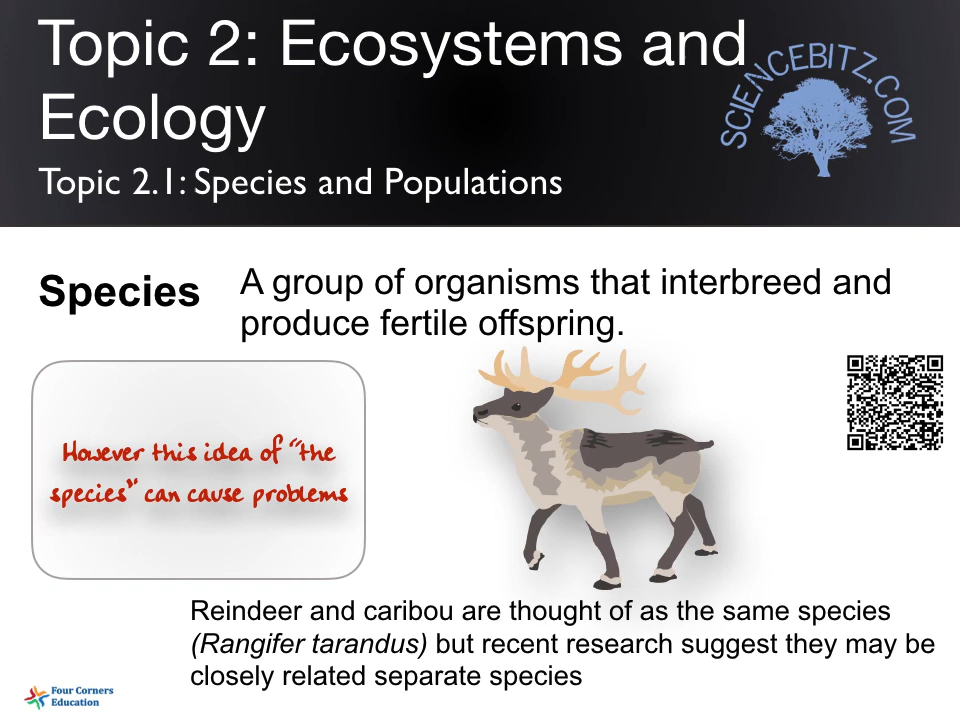 Topic 2: Ecosystems and
Ecology
SCIENCEBITZ.COM
Topic 2.1: Species and Populations
Species
A group of organisms that interbreed and
produce fertile offspring.
However this idea of "the
species" can cause problems
Reindeer and caribou are thought of as the same species
(Rangifer tarandus) but recent research suggest they may be
closely related separate species
Four Corners
Education